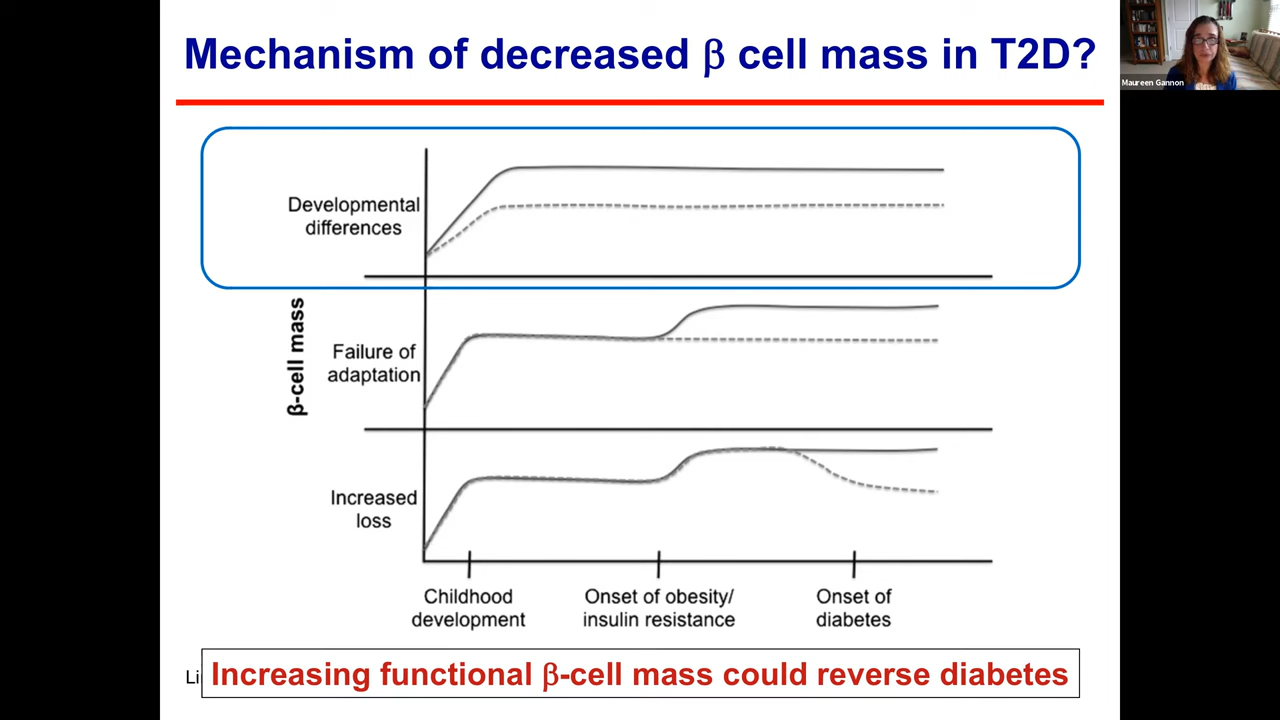 Mechanism of decreased β cell mass in T2D?
Maureen Gannon
Developmental
differences
β-cell mass
Failure of
adaptation
Increased
loss
Childhood
development
Onset of obesity/
insulin resistance
Onset of
diabetes
Increasing functional β-cell mass could reverse diabetes